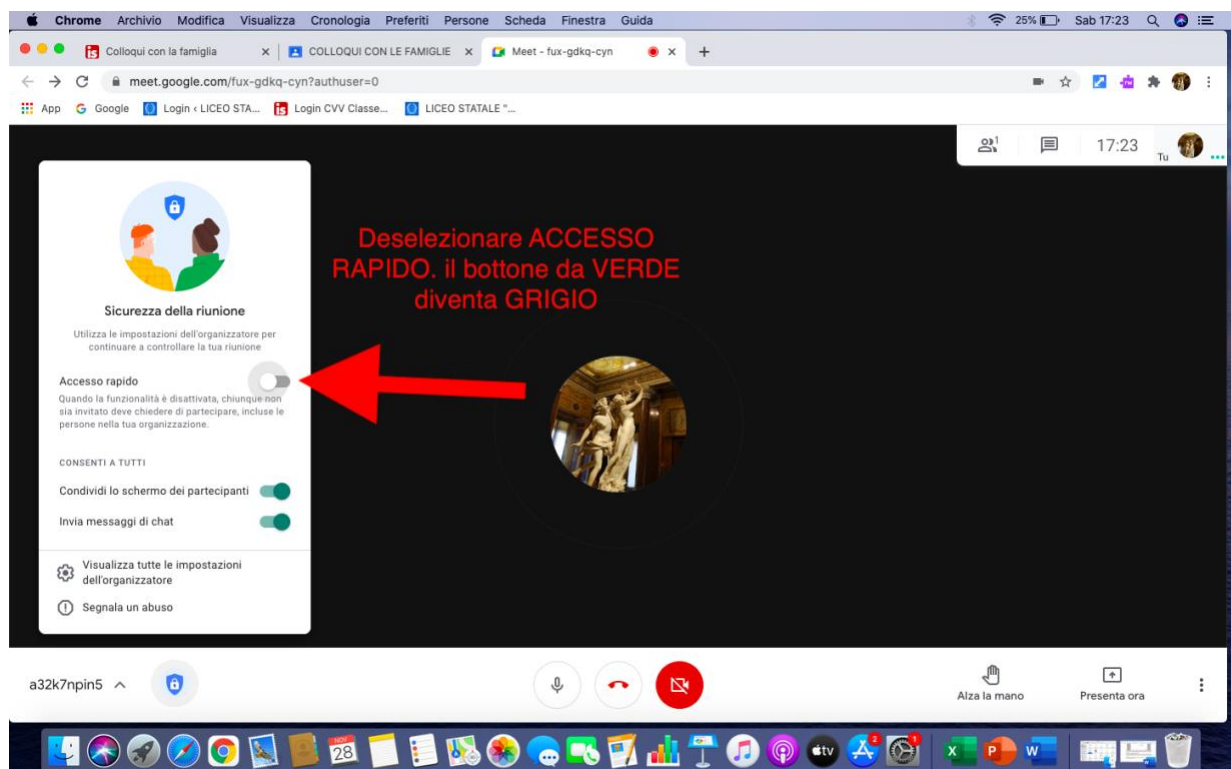 Chrome Archivio Modifica Visualizza Cronologia Preferiti Persone Scheda Finestra Guida 25% Sab 17:23
Colloqui con la famiglia COLLOQUI CON LE FAMIGLIE Meet - fux-gdkq-cyn
meet.google.com/fux-gdkq-cyn?authuser=0
App Google Login ‹ LICEO STA... Login CVV Classe... LICEO STATALE "...
1 17:23 Tu
Deselezionare ACCESSO
RAPIDO. il bottone da VERDE
diventa GRIGIO
Sicurezza della riunione
Utilizza le impostazioni dell'organizzatore per
continuare a controllare la tua riunione
Accesso rapido
Quando la funzionalità è disattivata, chiunque non
sia invitato deve chiedere di partecipare, incluse le
persone nella tua organizzazione.
CONSENTI A TUTTI
Condividi lo schermo dei partecipanti
Invia messaggi di chat
Visualizza tutte le impostazioni
dell'organizzatore
Segnala un abuso
a32k7npin5
Alza la mano Presenta ora
NOV
28
tv
2
1
X P W